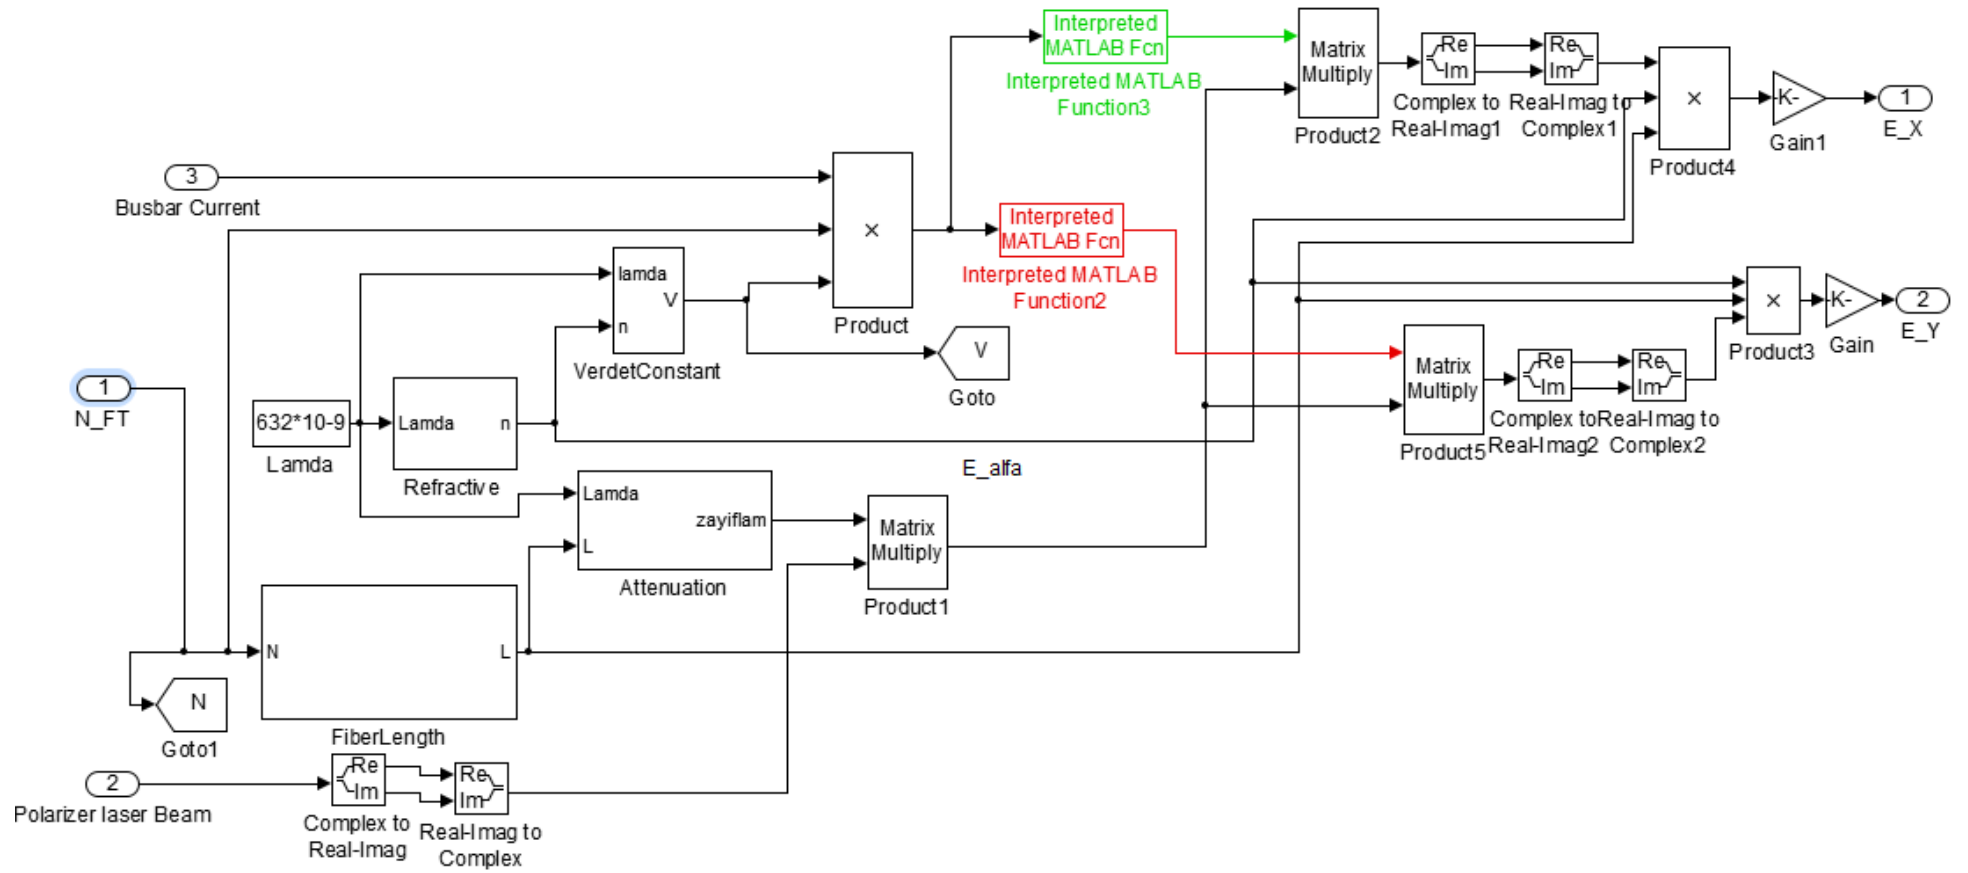 Interpreted
MATLAB Fcn
Interpreted MATLAB
Function3
Matrix
Multiply
Product2
Re
Im
Complex to
Real-Imag1
Re
Im
Real-Imag to
Complex1
×
Product4
-K-
Gain1
1
E_X
3
Busbar Current
×
Product
Interpreted
MATLAB Fcn
Interpreted MATLAB
Function2
lamda
V
n
VerdetConstant
V
Goto
×
Product3
-K-
Gain
2
E_Y
Matrix
Multiply
Product5
Re
Im
Complex to
Real-Imag2
Re
Im
Real-Imag to
Complex2
1
N_FT
632*10-9
Lamda
Lamda
n
Refractive
E_alfa
Lamda
zayiflam
L
Attenuation
Matrix
Multiply
Product1
N
L
FiberLength
N
Goto1
2
Polarizer laser Beam
Re
Im
Complex to
Real-Imag
Re
Im
Real-Imag to
Complex